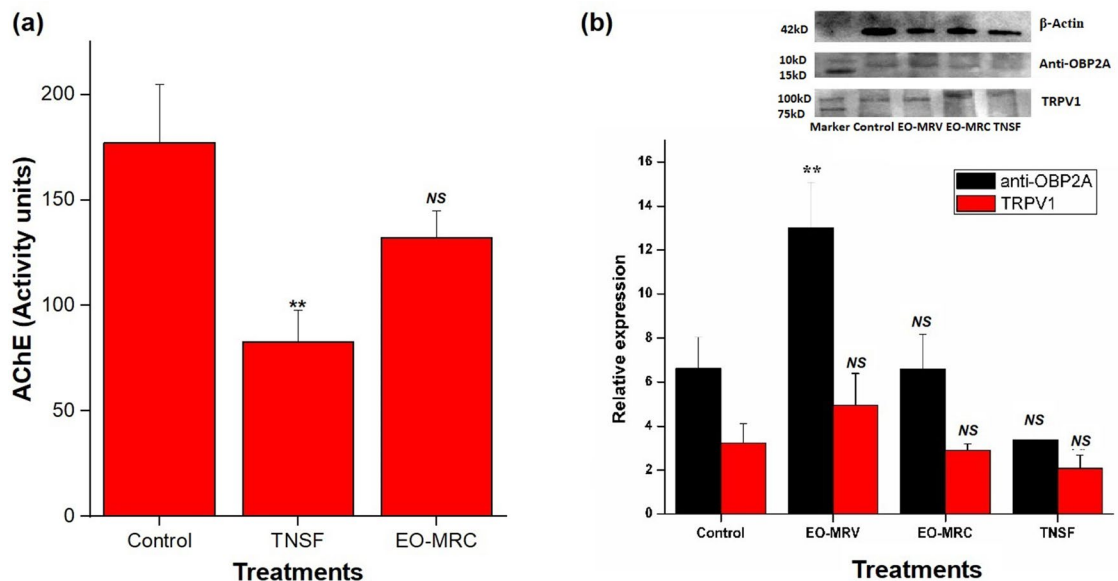 (a)
AChE (Activity units)
200
150
100
50
0
**
NS
Control TNSF EO-MRC
Treatments
(b)
42kD
β-Actin
10kD
15kD
Anti-OBP2A
100kD
75kD
TRPV1
Marker Control EO-MRV EO-MRC TNSF
Relative expression
16
14
12
10
8
6
4
2
0
anti-OBP2A
TRPV1
**
NS
NS
NS
NS
NS
Control EO-MRV EO-MRC TNSF
Treatments